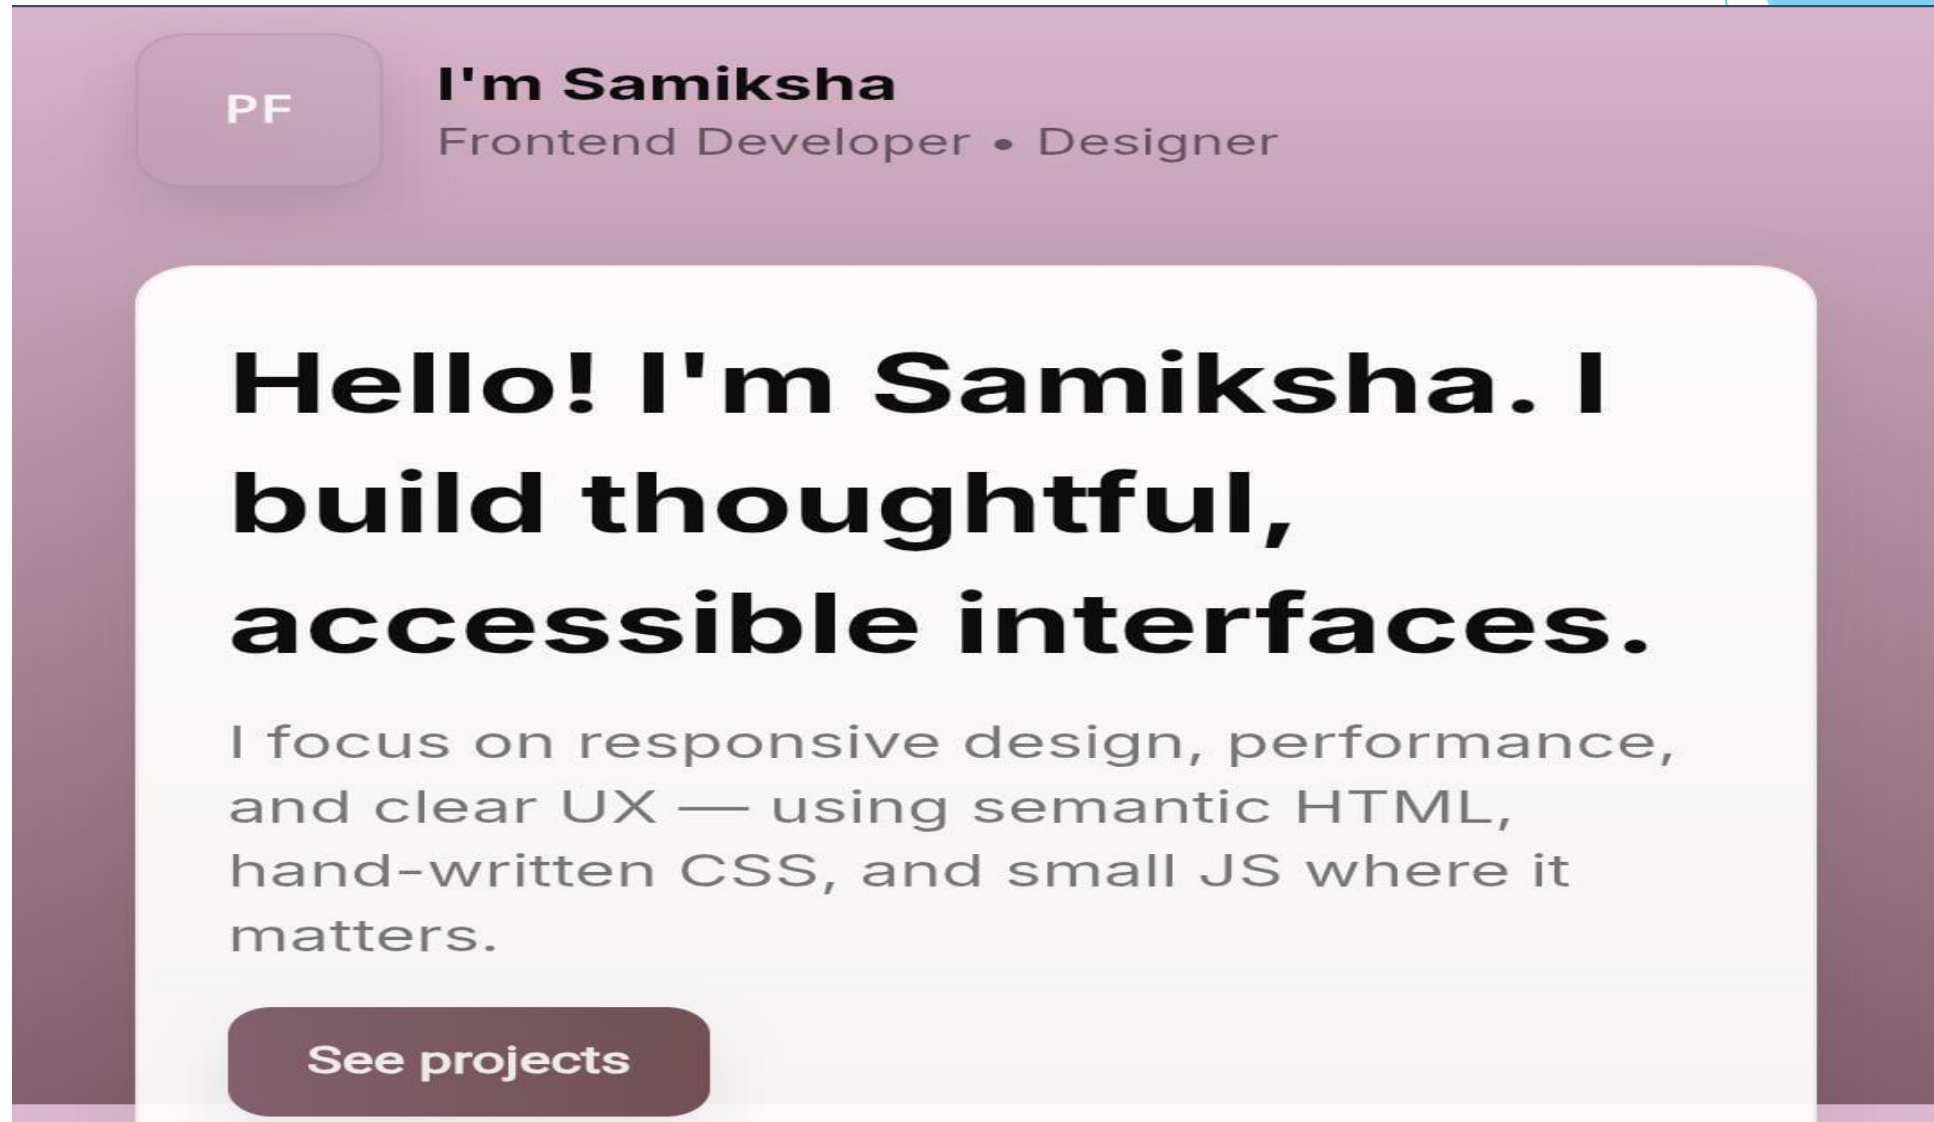 PF
I'm Samiksha
Frontend Developer • Designer
Hello! I'm Samiksha. I
build thoughtful,
accessible interfaces.
I focus on responsive design, performance,
and clear UX — using semantic HTML,
hand-written CSS, and small JS where it
matters.
See projects